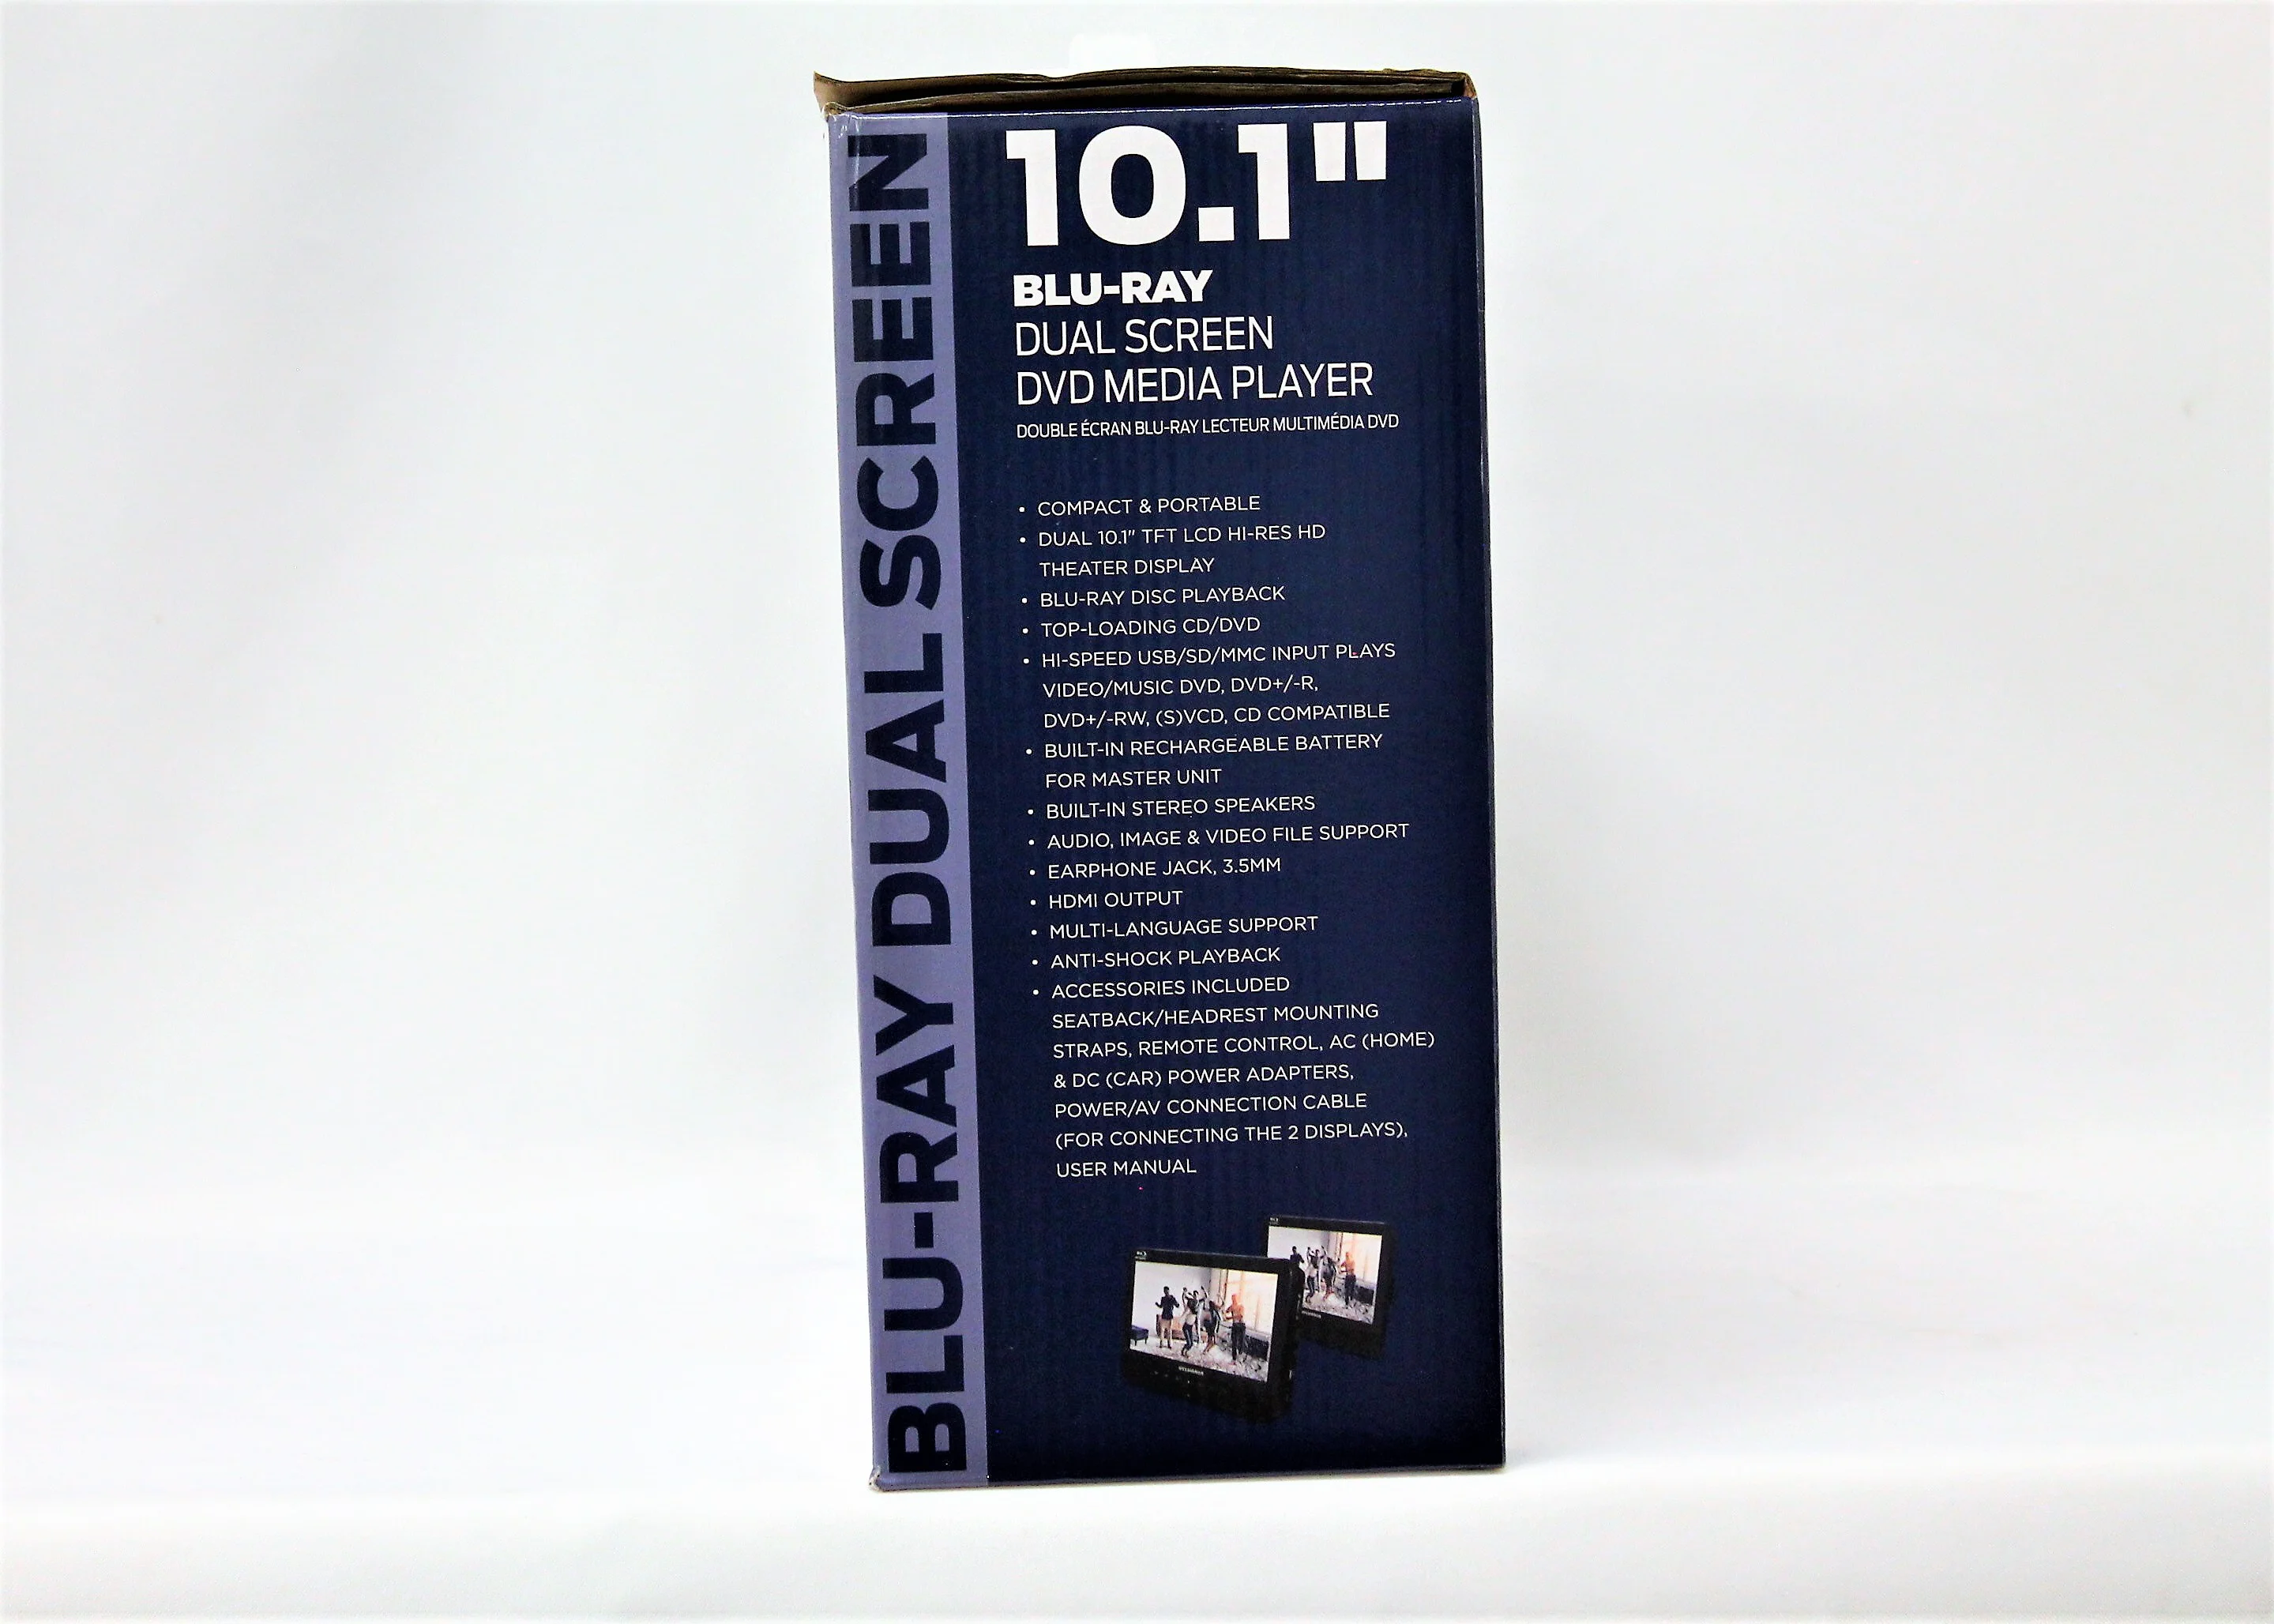 BLU-RAY DUAL SCREEN
10.1"
BLU-RAY
DUAL SCREEN
DVD MEDIA PLAYER
DOUBLE ÉCRAN BLU-RAY LECTEUR MULTIMÉDIA DVD
• COMPACT & PORTABLE
• DUAL 10.1" TFT LCD HI-RES HD
THEATER DISPLAY
• BLU-RAY DISC PLAYBACK
• TOP-LOADING CD/DVD
• HI-SPEED USB/SD/MMC INPUT PLAYS
VIDEO/MUSIC DVD, DVD+/-R,
DVD+/-RW, (S)VCD, CD COMPATIBLE
• BUILT-IN RECHARGEABLE BATTERY
FOR MASTER UNIT
• BUILT-IN STEREO SPEAKERS
• AUDIO, IMAGE & VIDEO FILE SUPPORT
• EARPHONE JACK, 3.5MM
• HDMI OUTPUT
• MULTI-LANGUAGE SUPPORT
• ANTI-SHOCK PLAYBACK
• ACCESSORIES INCLUDED
SEATBACK/HEADREST MOUNTING
STRAPS, REMOTE CONTROL, AC (HOME)
& DC (CAR) POWER ADAPTERS,
POWER/AV CONNECTION CABLE
(FOR CONNECTING THE 2 DISPLAYS),
USER MANUAL
SYLVANIA